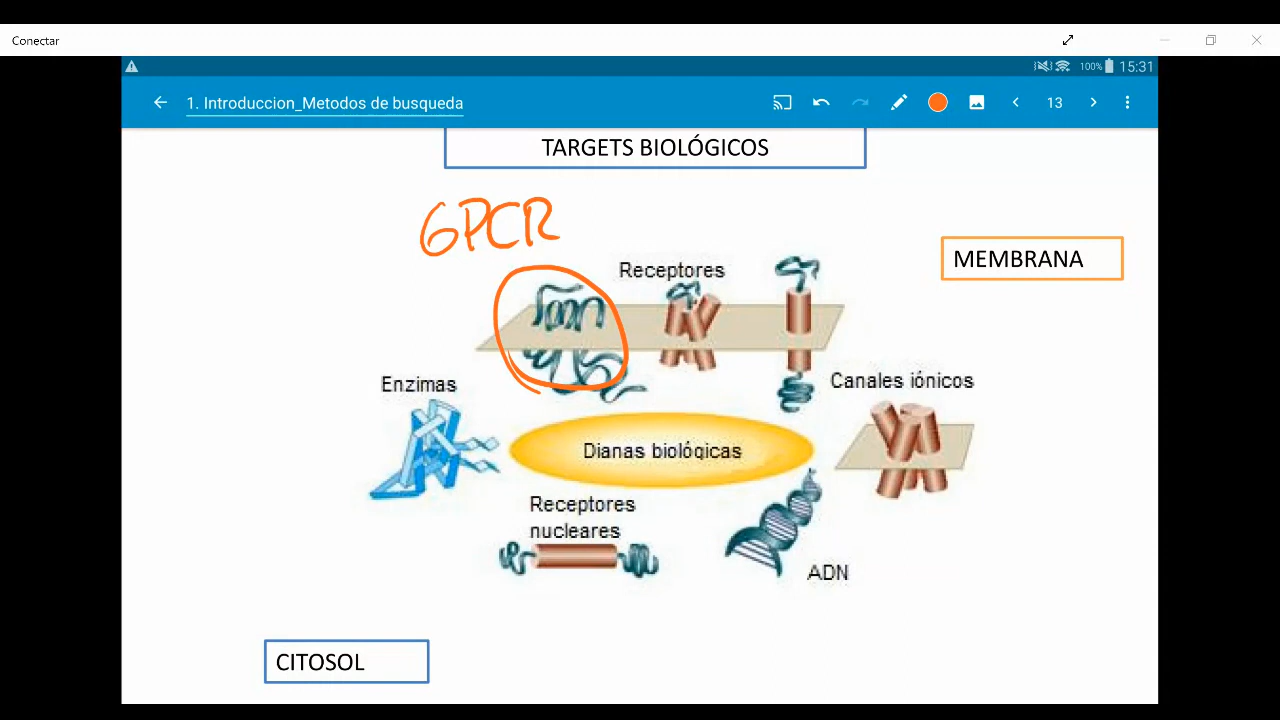 Conectar
100% 15:31
1. Introduccion_Metodos de busqueda
13
TARGETS BIOLÓGICOS
GPCR
MEMBRANA
Receptores
Enzimas
Canales iónicos
Dianas biológicas
Receptores
nucleares
ADN
CITOSOL